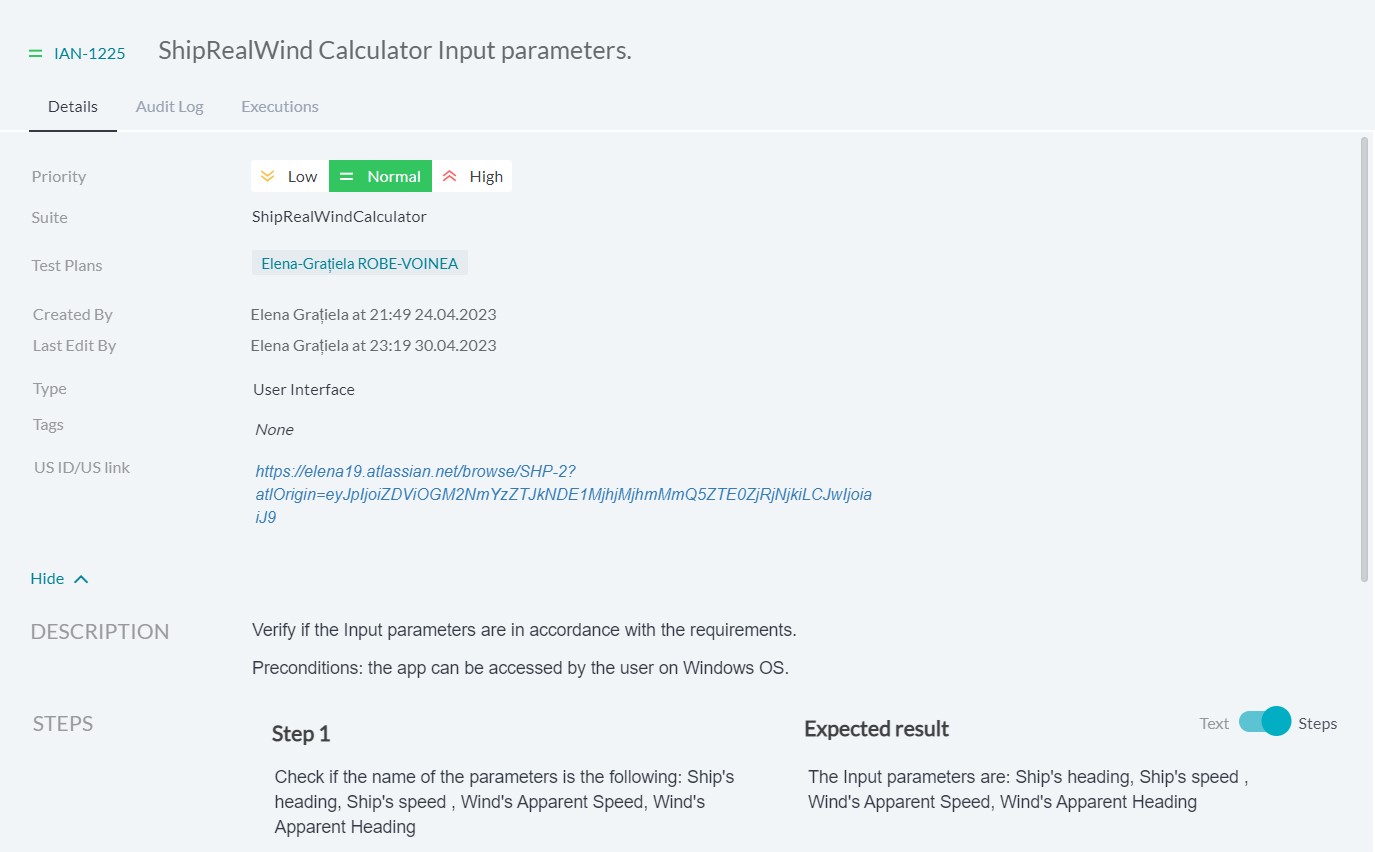 IAN-1225 ShipRealWind Calculator Input parameters.
Details Audit Log Executions
Priority Low Normal High
Suite ShipRealWindCalculator
Test Plans Elena-Grațiela ROBE-VOINEA
Created By Elena Grațiela at 21:49 24.04.2023
Last Edit By Elena Grațiela at 23:19 30.04.2023
Type User Interface
Tags None
US ID/US link https://elena19.atlassian.net/browse/SHP-2?
atlOrigin=eyJpIjoiZDViOGM2NmYzZTJkNDE1MjhjMjhmMmQ5ZTE0ZjRjNjkiLCJwIjoia
iJ9
Hide
DESCRIPTION Verify if the Input parameters are in accordance with the requirements.
Preconditions: the app can be accessed by the user on Windows OS.
STEPS Step 1 Expected result Text Steps
Check if the name of the parameters is the following: Ship's
heading, Ship's speed , Wind's Apparent Speed, Wind's
Apparent Heading
The Input parameters are: Ship's heading, Ship's speed ,
Wind's Apparent Speed, Wind's Apparent Heading